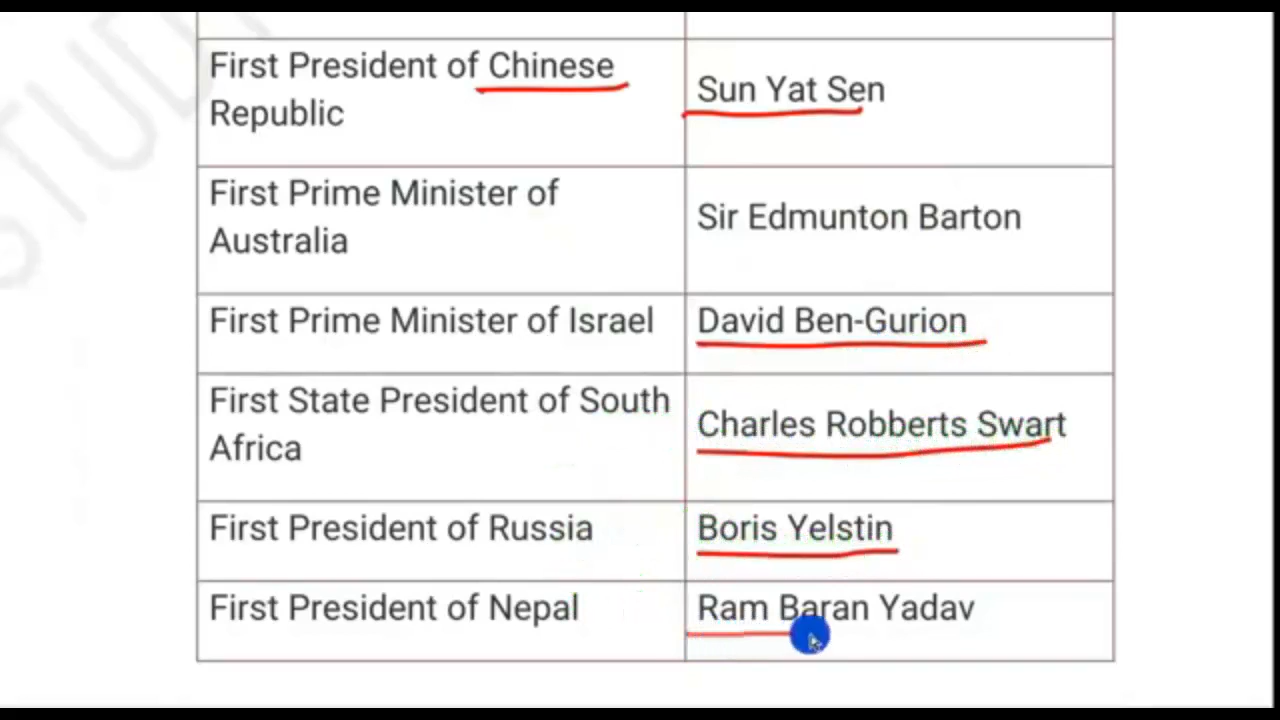 First President of Chinese
Republic
Sun Yat Sen
First Prime Minister of
Australia
Sir Edmunton Barton
First Prime Minister of Israel
David Ben-Gurion
First State President of South
Africa
Charles Robberts Swart
First President of Russia
Boris Yelstin
First President of Nepal
Ram Baran Yadav